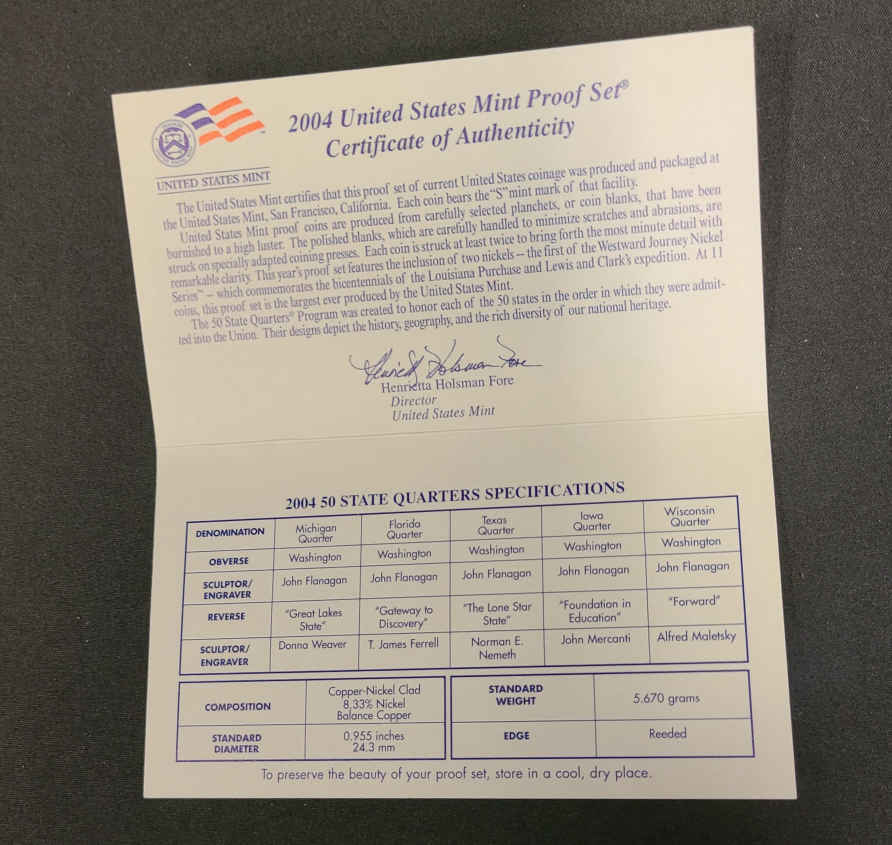 2004 United States Mint Proof Set®
Certificate of Authenticity
UNITED STATES MINT
The United States Mint certifies that this proof set of current United States coinage was produced and packaged at
the United States Mint, San Francisco, California. Each coin bears the "S" mint mark of that facility.
United States Mint proof coins are produced from carefully selected planchets, or coin blanks, that have been
burnished to a high luster. The polished blanks, which are carefully handled to minimize scratches and abrasions, are
struck on specially adapted coining presses. Each coin is struck at least twice to bring forth the most minute detail with
remarkable clarity. This year's proof set features the inclusion of two nickels – the first of the Westward Journey Nickel
Series™ – which commemorates the bicentennials of the Louisiana Purchase and Lewis and Clark's expedition. At 11
coins, this proof set is the largest ever produced by the United States Mint.
The 50 State Quarters® Program was created to honor each of the 50 states in the order in which they were admit-
ted into the Union. Their designs depict the history, geography, and the rich diversity of our national heritage.
Henrietta Holsman Fore
Henrietta Holsman Fore
Director
United States Mint
2004 50 STATE QUARTERS SPECIFICATIONS
DENOMINATION Michigan Quarter Florida Quarter Texas Quarter Iowa Quarter Wisconsin Quarter
OBVERSE Washington Washington Washington Washington Washington
SCULPTOR/ ENGRAVER John Flanagan John Flanagan John Flanagan John Flanagan John Flanagan
REVERSE "Great Lakes State" "Gateway to Discovery" "The Lone Star State" "Foundation in Education" "Forward"
SCULPTOR/ ENGRAVER Donna Weaver T. James Ferrell Norman E. Nemeth John Mercanti Alfred Maletsky
COMPOSITION Copper-Nickel Clad 8.33% Nickel Balance Copper
STANDARD WEIGHT 5.670 grams
STANDARD DIAMETER 0.955 inches 24.3 mm
EDGE Reeded
To preserve the beauty of your proof set, store in a cool, dry place.